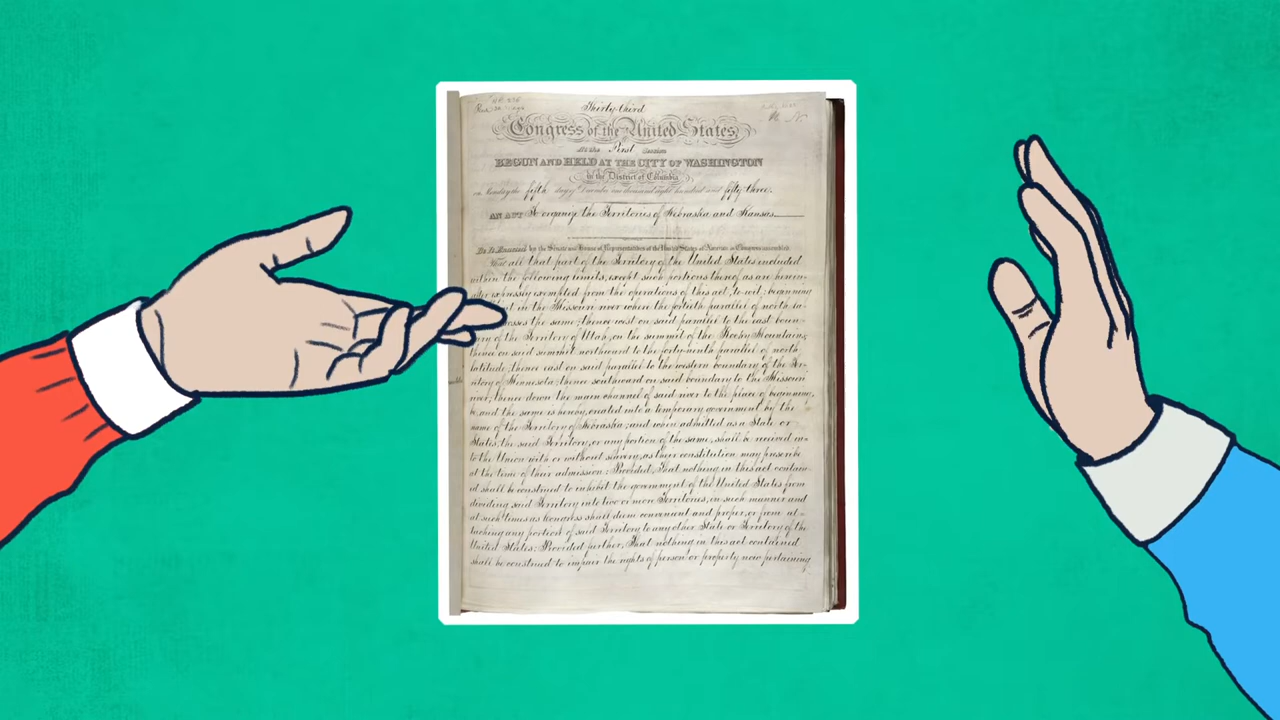 Thirty-third
Congress of the United States,
At the First Session
BEGUN AND HELD AT THE CITY OF WASHINGTON
in the District of Columbia
on Monday the fifth day of December one thousand eight hundred and fifty-three.
AN ACT To organize the Territories of Nebraska and Kansas.
Be It Enacted by the Senate and House of Representatives of the United States of America in Congress assembled
That all that part of the Territory of the United States included
within the following limits, except such portions thereof as are herein-
after expressly exempted from the operations of this act, to wit: beginning
in the Missouri river where the fortieth parallel of north la-
the same; thence west on said parallel to the east boun-
of the Territory of Utah, on the summit of the Rocky Mountains;
thence on said summit northward to the forty-ninth parallel of north
latitude; thence east on said parallel to the western boundary of the Ter-
ritory of Minnesota; thence southward on said boundary to the Missouri
river; thence down the main channel of said river to the place of beginning,
be, and the same is hereby, created into a temporary government by the
name of the Territory of Nebraska; and when admitted as a State or
States, the said Territory, or any portion of the same, shall be received in-
to the Union with or without slavery, as their constitution may prescribe
at the time of their admission: Provided, That nothing in this act contain-
ed shall be construed to inhibit the government of the United States from
dividing said Territory into two or more Territories, in such manner and
at such times as Congress shall deem convenient and proper, or from at-
taching any portion of said Territory to any other State or Territory of the
United States: Provided further, That nothing in this act contained
shall be construed to impair the rights of person or property now pertaining